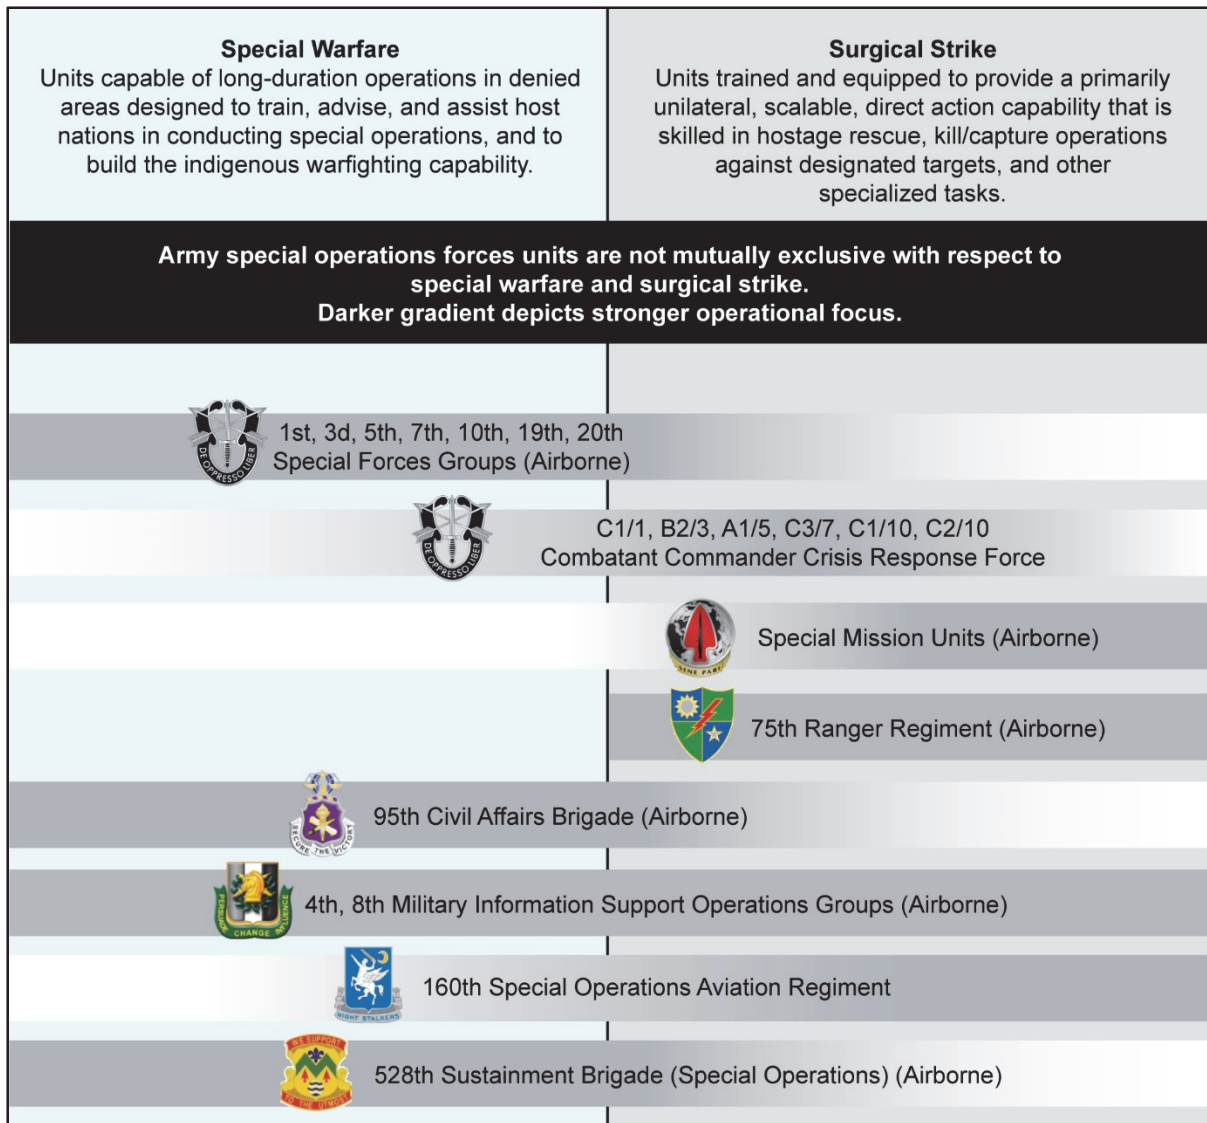 Special Warfare
Units capable of long-duration operations in denied
areas designed to train, advise, and assist host
nations in conducting special operations, and to
build the indigenous warfighting capability.
Surgical Strike
Units trained and equipped to provide a primarily
unilateral, scalable, direct action capability that is
skilled in hostage rescue, kill/capture operations
against designated targets, and other
specialized tasks.
Army special operations forces units are not mutually exclusive with respect to
special warfare and surgical strike.
Darker gradient depicts stronger operational focus.
DE OPPRESSO LIBER
1st, 3d, 5th, 7th, 10th, 19th, 20th
Special Forces Groups (Airborne)
DE OPPRESSO LIBER
C1/1, B2/3, A1/5, C3/7, C1/10, C2/10
Combatant Commander Crisis Response Force
SINE PARI
Special Mission Units (Airborne)
75th Ranger Regiment (Airborne)
SECURE THE VICTORY
95th Civil Affairs Brigade (Airborne)
PERSUADE CHANGE INFLUENCE
4th, 8th Military Information Support Operations Groups (Airborne)
NIGHT STALKERS
160th Special Operations Aviation Regiment
WE SUPPORT
TO THE UTMOST
528th Sustainment Brigade (Special Operations) (Airborne)